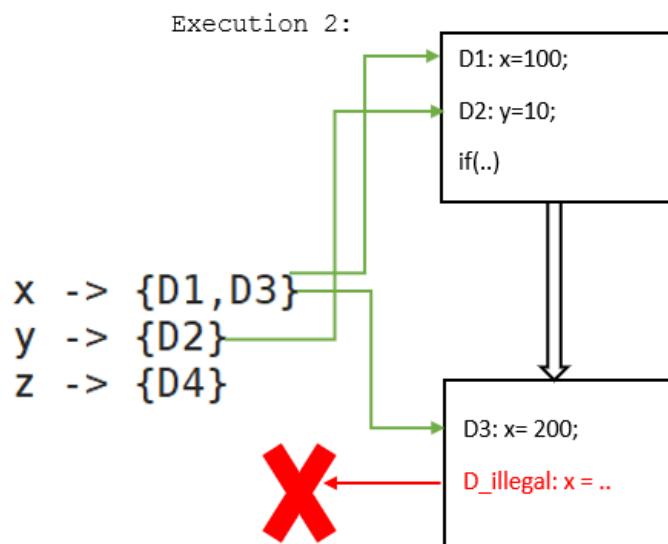 Execution 2:
D1: x=100;
D2: y=10;
if(..)
x -> {D1,D3}
y -> {D2}
z -> {D4}
D3: x= 200;
D_illegal: x = ..